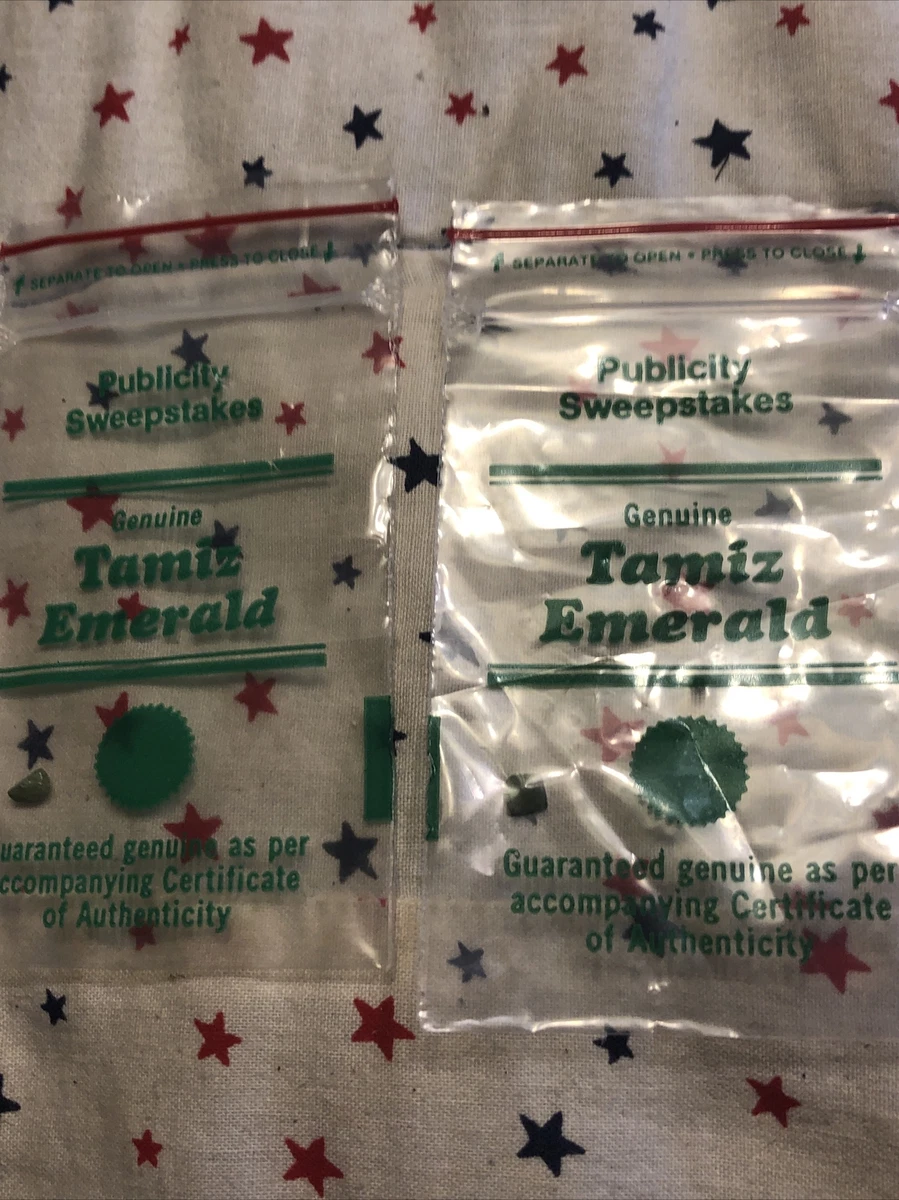 SEPARATE TO OPEN • PRESS TO CLOSE
Publicity
Sweepstakes
Genuine
Tamiz
Emerald
uaranteed genuine as per
ccompanying Certificate
of Authenticity
SEPARATE TO OPEN • PRESS TO CLOSE
Publicity
Sweepstakes
Genuine
Tamiz
Emerald
Guaranteed genuine as per
accompanying Certificate
of Authenticity